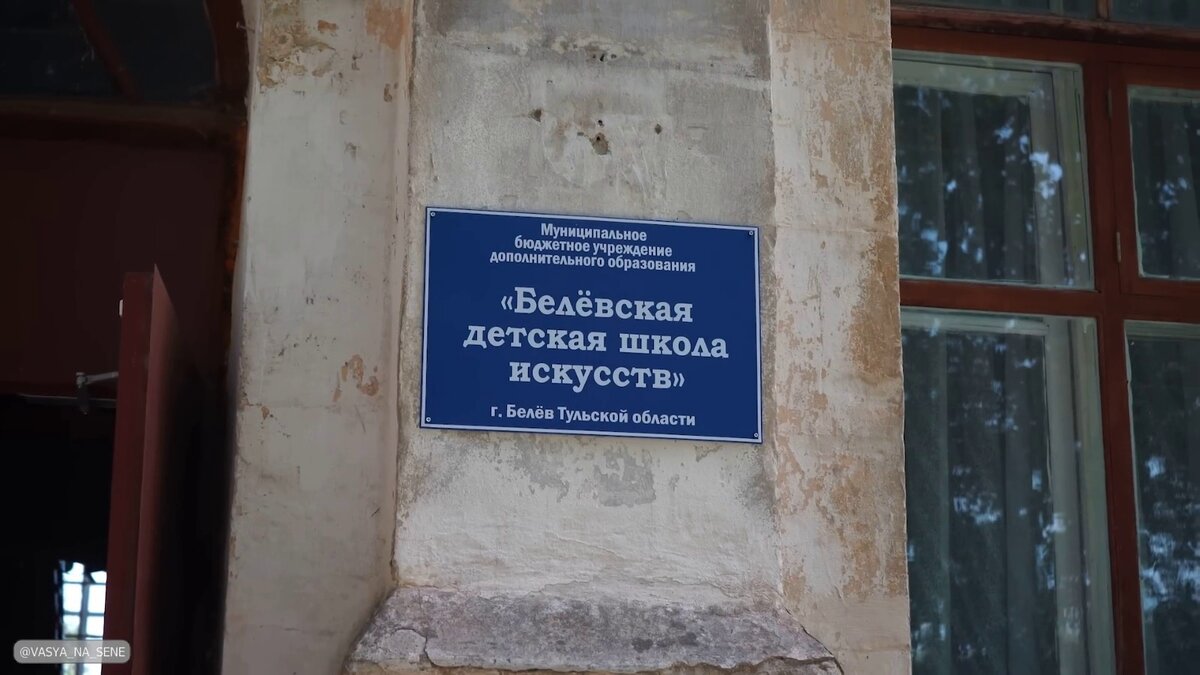 Муниципальное
бюджетное учреждение
дополнительного образования
«Белёвская
детская школа
искусств»
г. Белёв Тульской области
@VASYA_NA_SENE